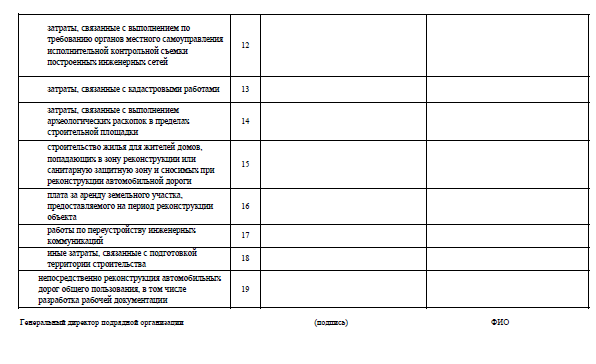 затраты, связанные с выполнением по
требованию органов местного самоуправления
исполнительной контрольной съемки
построенных инженерных сетей
12
затраты, связанные с кадастровыми работами
13
затраты, связанные с выполнением
археологических раскопок в пределах
строительной площадки
14
строительство жилья для жителей домов,
попадающих в зону реконструкции или
санитарную защитную зону и сносимых при
реконструкции автомобильной дороги
15
плата за аренду земельного участка,
предоставляемого на период реконструкции
объекта
16
работы по переустройству инженерных
коммуникаций
17
иные затраты, связанные с подготовкой
территории строительства
18
непосредственно реконструкция автомобильных
дорог общего пользования, в том числе
разработка рабочей документации
19
Генеральный директор подрядной организации (подпись) ФИО